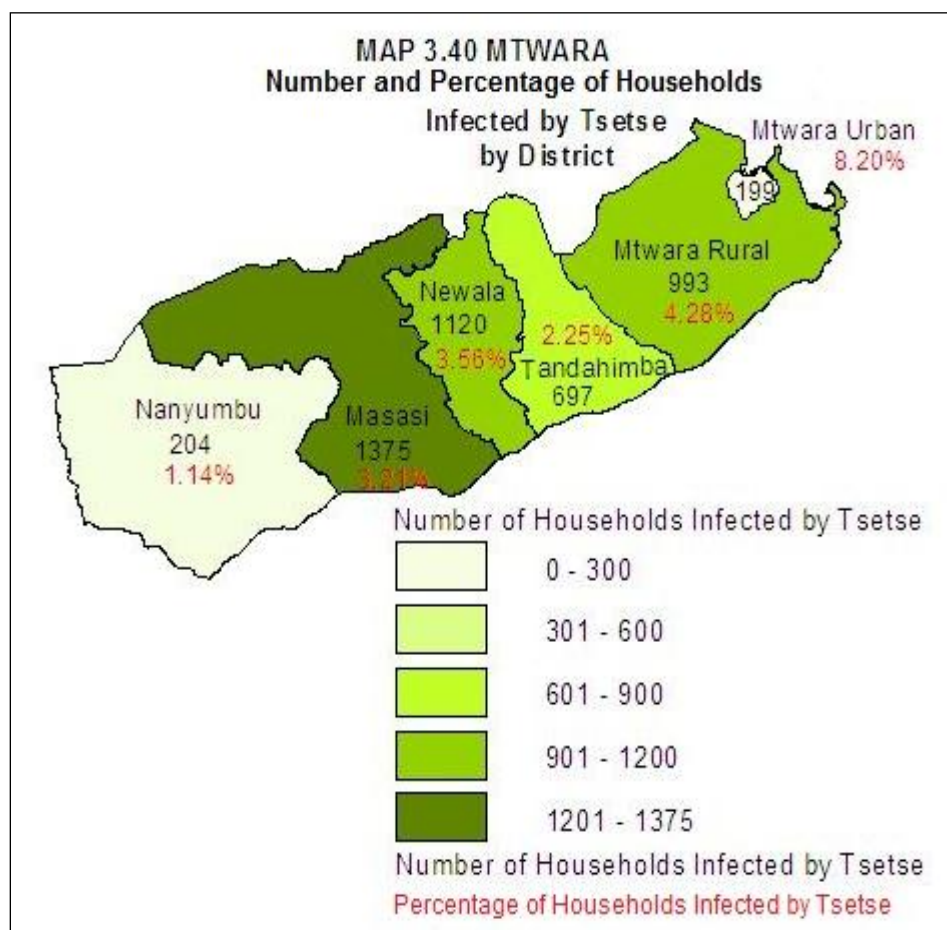 MAP 3.40 MTWARA
Number and Percentage of Households
Infected by Tsetse
by District
Mtwara Urban
8.20%
199
Mtwara Rural
993
4.28%
Newala
1120
3.56%
2.25%
Tandahimba
697
Nanyumbu
204
1.14%
Masasi
1375
3.21%
Number of Households Infected by Tsetse
0 - 300
301 - 600
601 - 900
901 - 1200
1201 - 1375
Number of Households Infected by Tsetse
Percentage of Households Infected by Tsetse